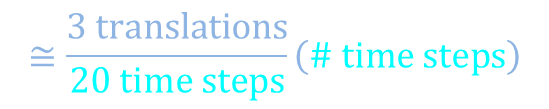 ≅ 3 translations
20 time steps (# time steps)